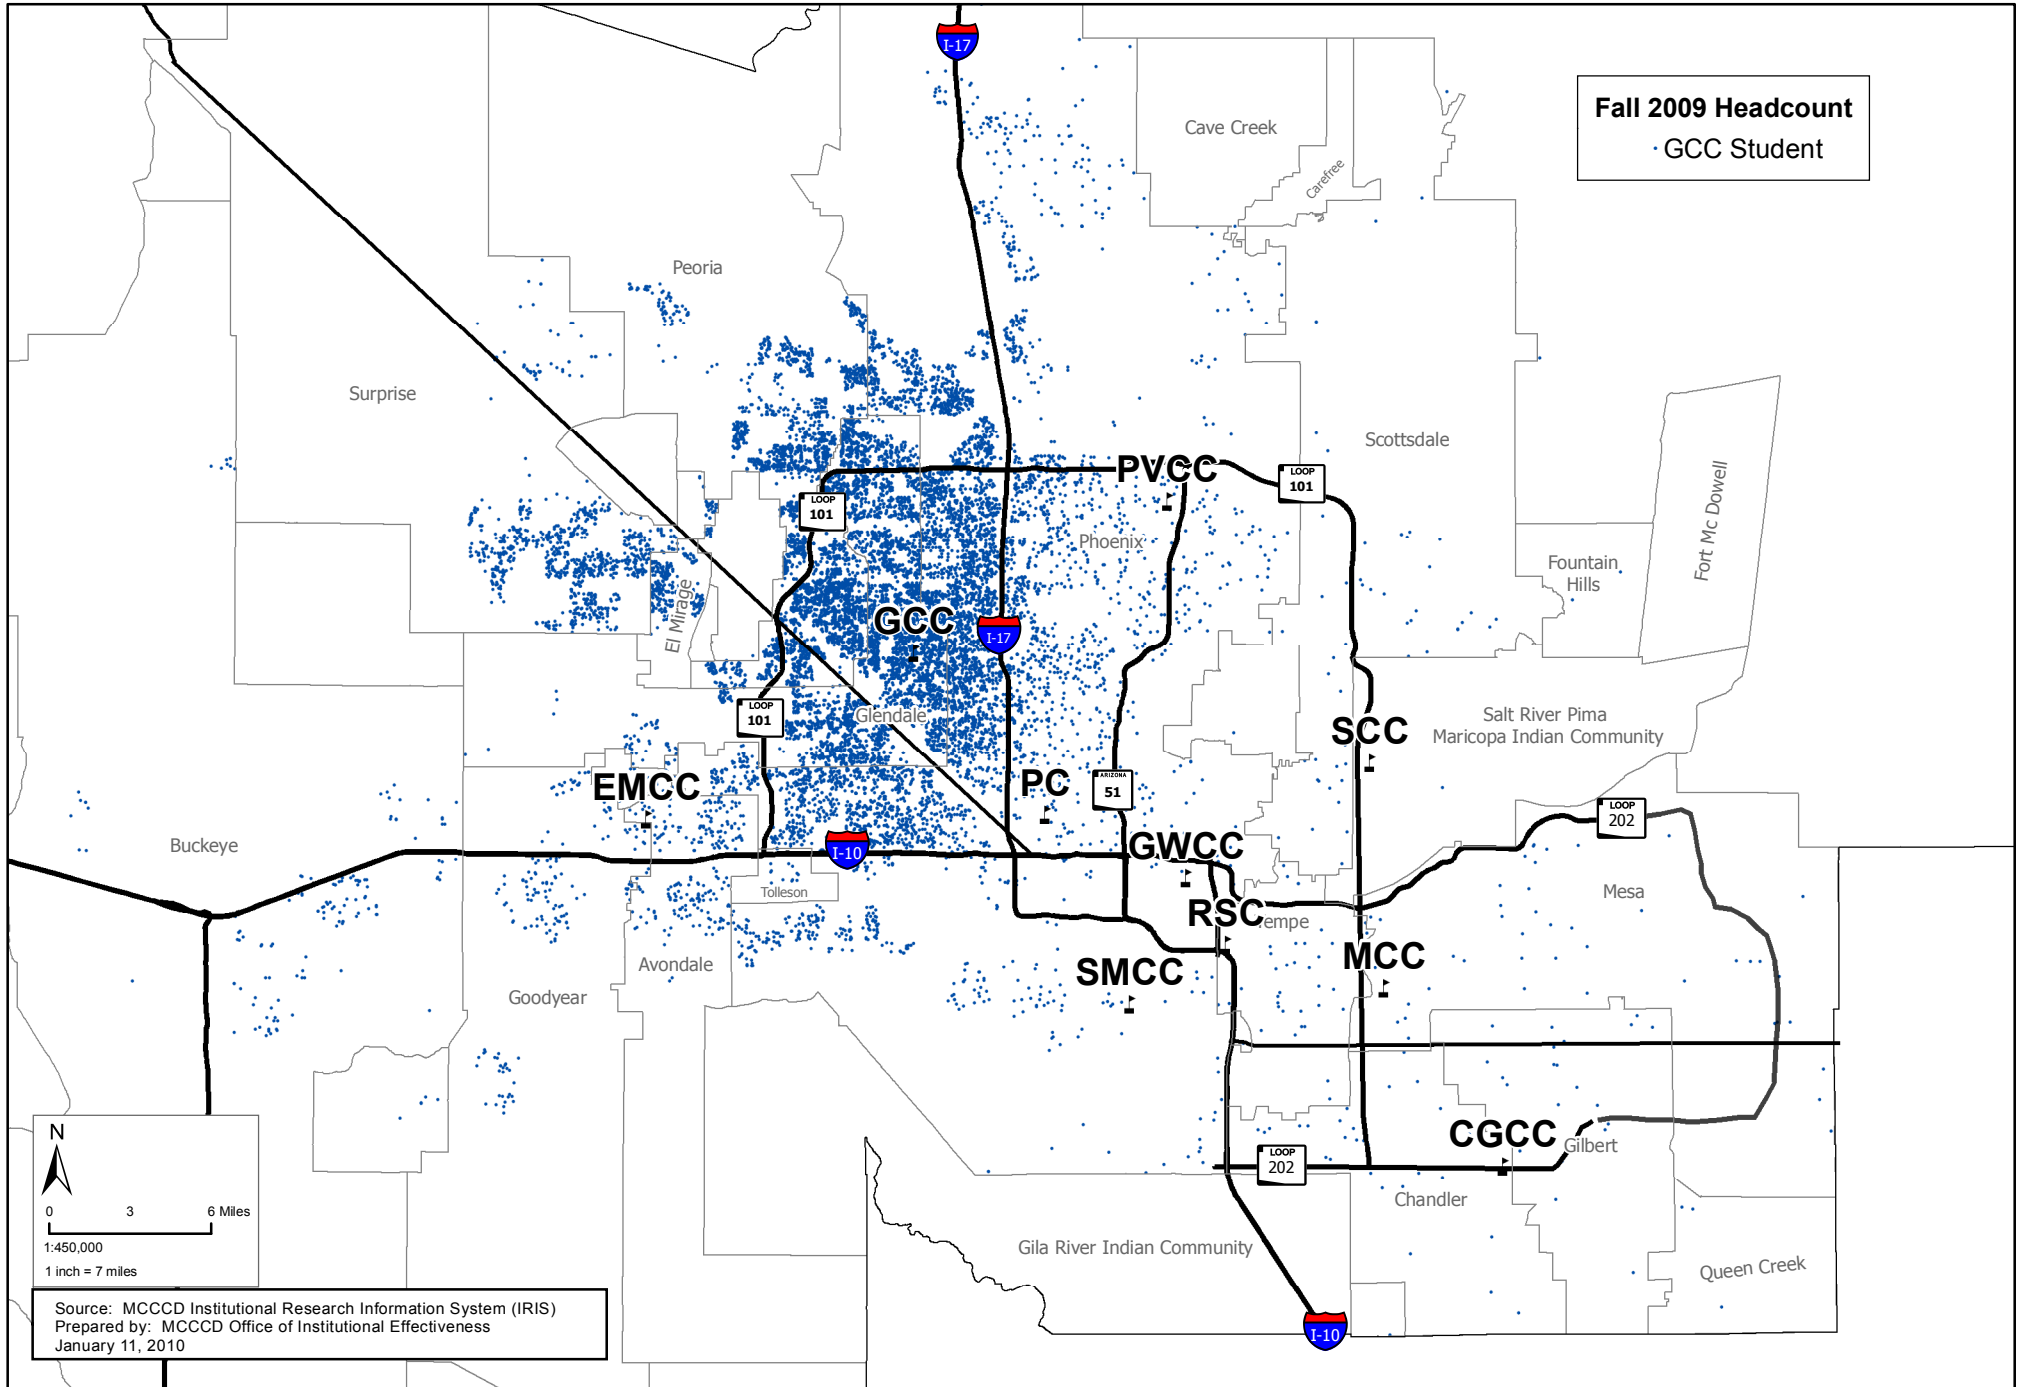 I-17
Fall 2009 Headcount
GCC Student
Cave Creek
Carefree
Peoria
Surprise
Scottsdale
PVCC
LOOP
101
LOOP
101
Phoenix
Fort Mc Dowell
Fountain
Hills
El Mirage
GCC
I-17
LOOP
101
Glendale
SCC
Salt River Pima
Maricopa Indian Community
EMCC
PC
ARIZONA
51
LOOP
202
Buckeye
I-10
GWCC
Tolleson
Mesa
RSC
Tempe
Avondale
SMCC
MCC
Goodyear
CGCC
Gilbert
LOOP
202
Chandler
N
0 3 6 Miles
1:450,000
1 inch = 7 miles
Gila River Indian Community
Queen Creek
I-10
Source: MCCCD Institutional Research Information System (IRIS)
Prepared by: MCCCD Office of Institutional Effectiveness
January 11, 2010